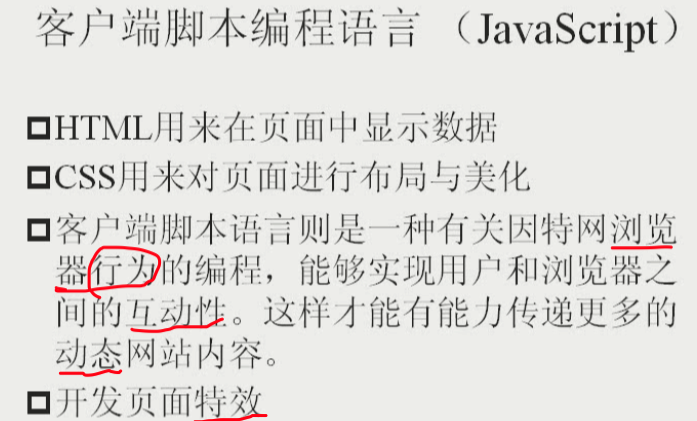 客户端脚本编程语言 （JavaScript）
HTML用来在页面中显示数据
CSS用来对页面进行布局与美化
客户端脚本语言则是一种有关因特网浏览
器行为的编程，能够实现用户和浏览器之
间的互动性。这样才能有能力传递更多的
动态网站内容。
开发页面特效